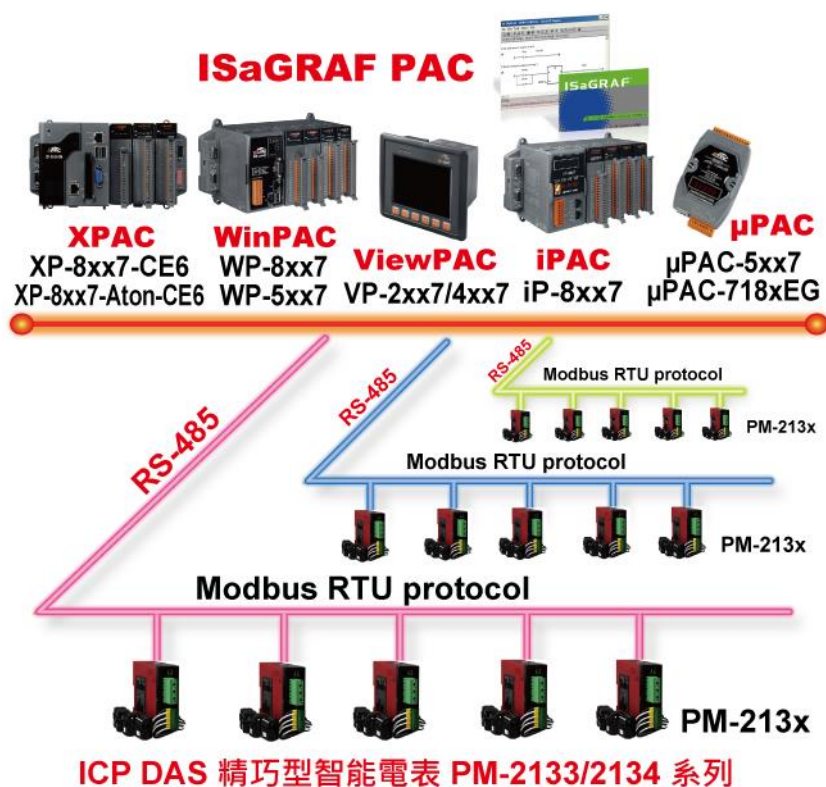 ISaGRAF PAC
ISaGRAF
XPAC
XP-8xx7-CE6
XP-8xx7-Aton-CE6
WinPAC
WP-8xx7
WP-5xx7
ViewPAC
VP-2xx7/4xx7
iPAC
iP-8xx7
μPAC
μPAC-5xx7
μPAC-718xEG
RS-485
Modbus RTU protocol
PM-213x
RS-485
Modbus RTU protocol
PM-213x
RS-485
Modbus RTU protocol
PM-213x
ICP DAS 精巧型智能電表 PM-2133/2134 系列